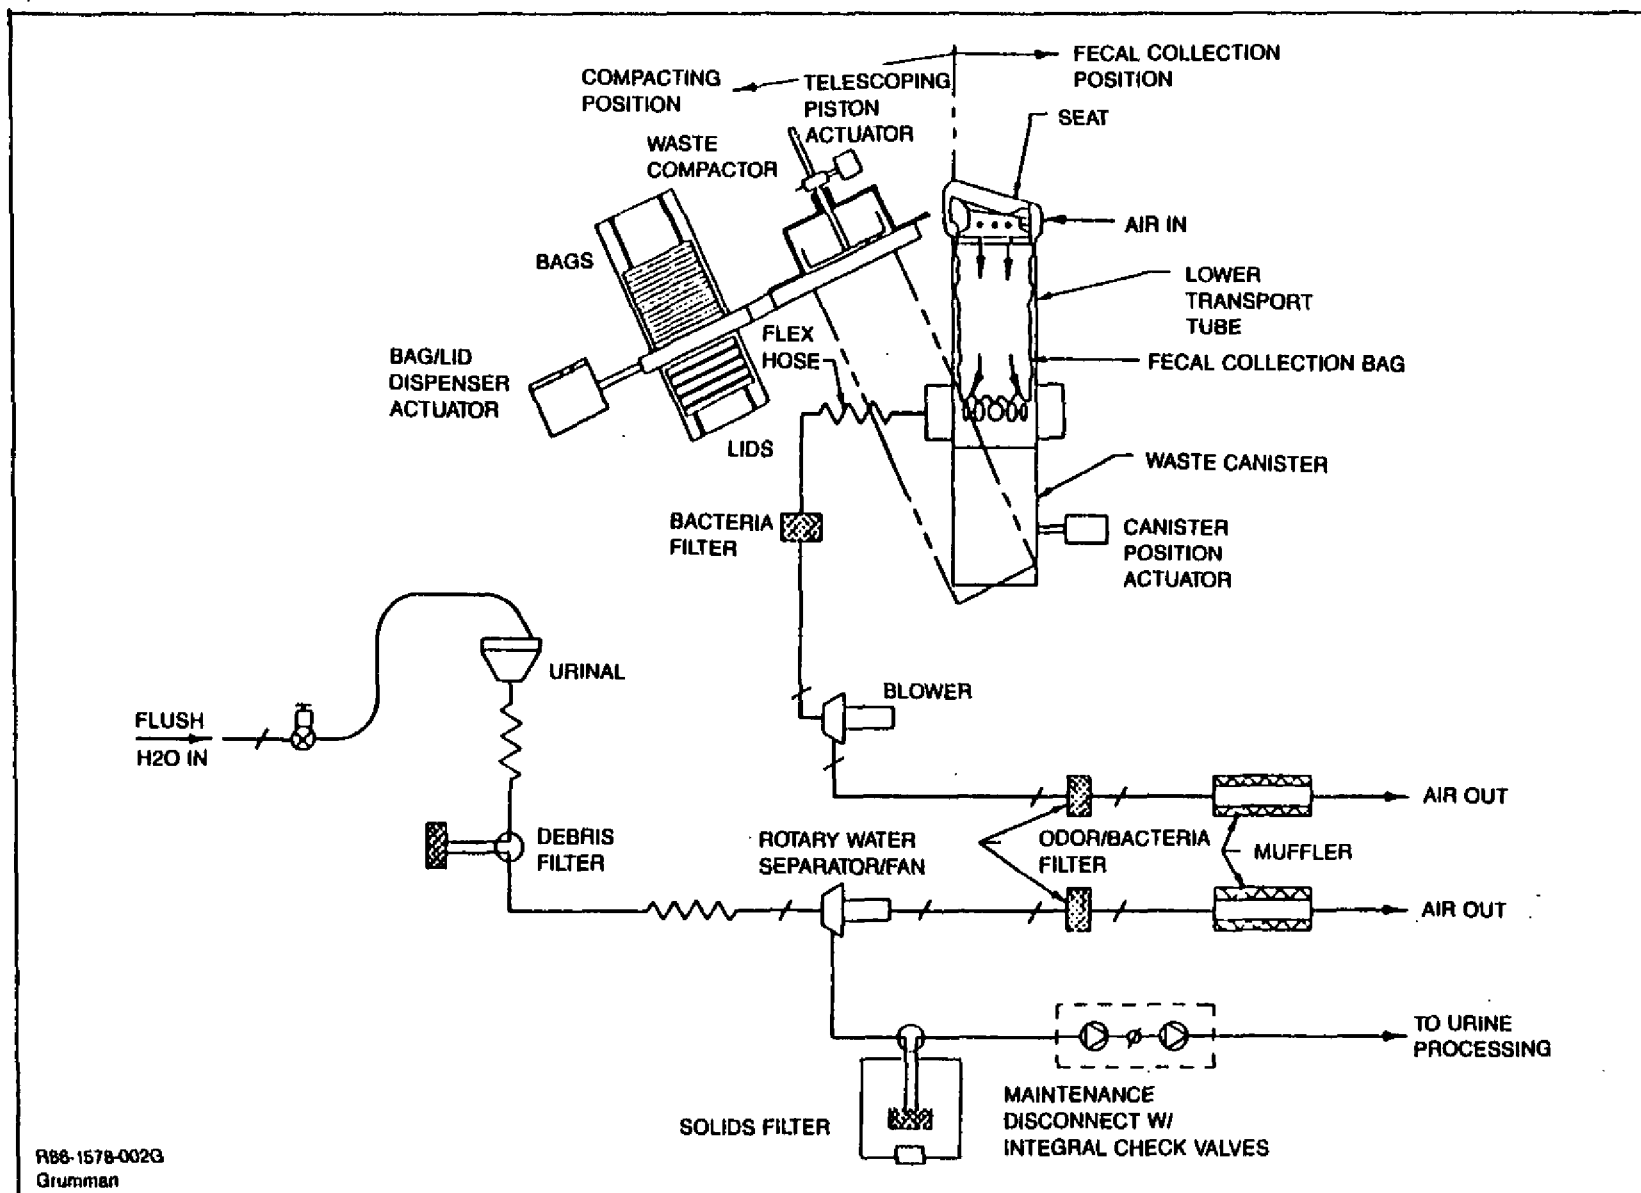 FECAL COLLECTION
POSITION
COMPACTING
POSITION
TELESCOPING
PISTON
ACTUATOR
SEAT
WASTE
COMPACTOR
AIR IN
BAGS
LOWER
TRANSPORT
TUBE
FLEX
HOSE
BAG/LID
DISPENSER
ACTUATOR
FECAL COLLECTION BAG
LIDS
WASTE CANISTER
BACTERIA
FILTER
CANISTER
POSITION
ACTUATOR
URINAL
BLOWER
FLUSH
H2O IN
AIR OUT
DEBRIS
FILTER
ROTARY WATER
SEPARATOR/FAN
ODOR/BACTERIA
FILTER
MUFFLER
AIR OUT
TO URINE
PROCESSING
SOLIDS FILTER
MAINTENANCE
DISCONNECT W/
INTEGRAL CHECK VALVES
R86-1578-002G
Grumman